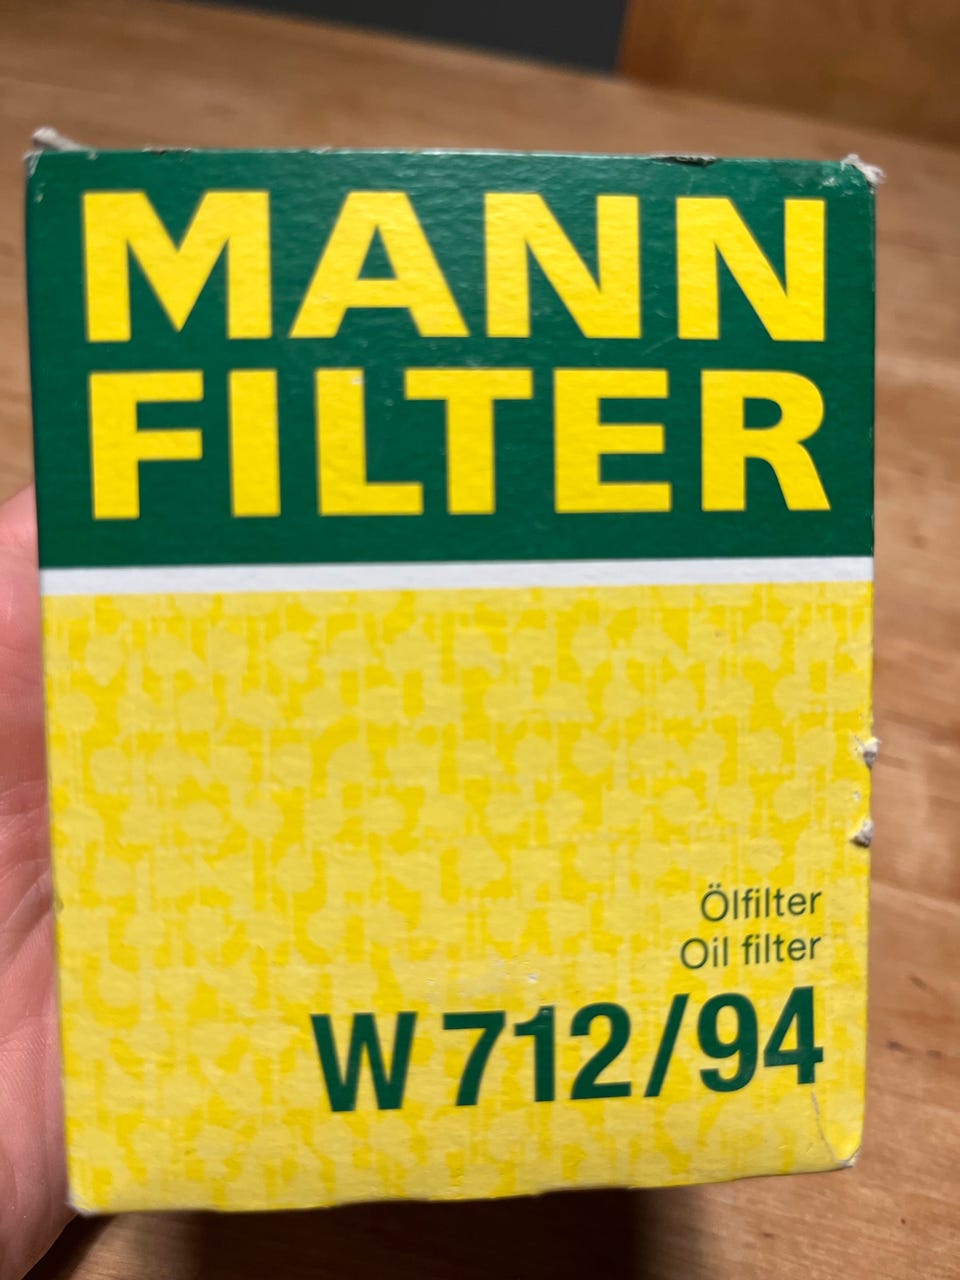 MANN
FILTER
Ölfilter
Oil filter
W 712/94